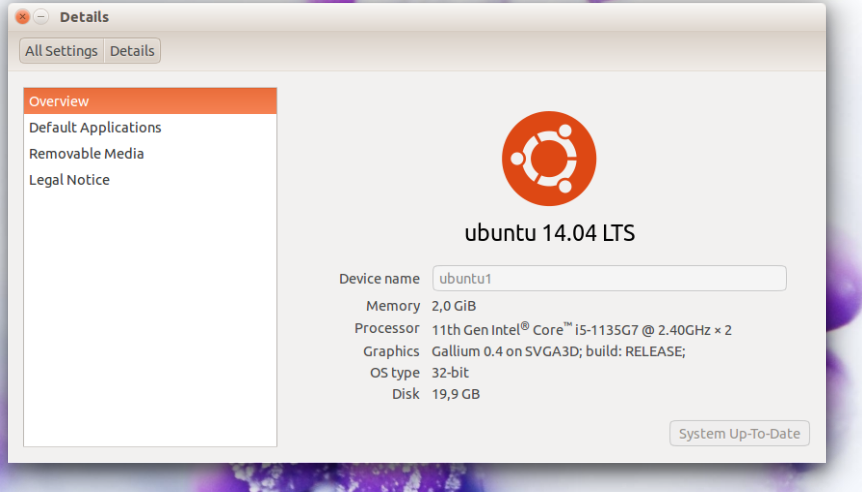 Details
All Settings Details
Overview
Default Applications
Removable Media
Legal Notice
ubuntu 14.04 LTS
Device name ubuntu1
Memory 2,0 GiB
Processor 11th Gen Intel® Core™ i5-1135G7 @ 2.40GHz × 2
Graphics Gallium 0.4 on SVGA3D; build: RELEASE;
OS type 32-bit
Disk 19,9 GB
System Up-To-Date